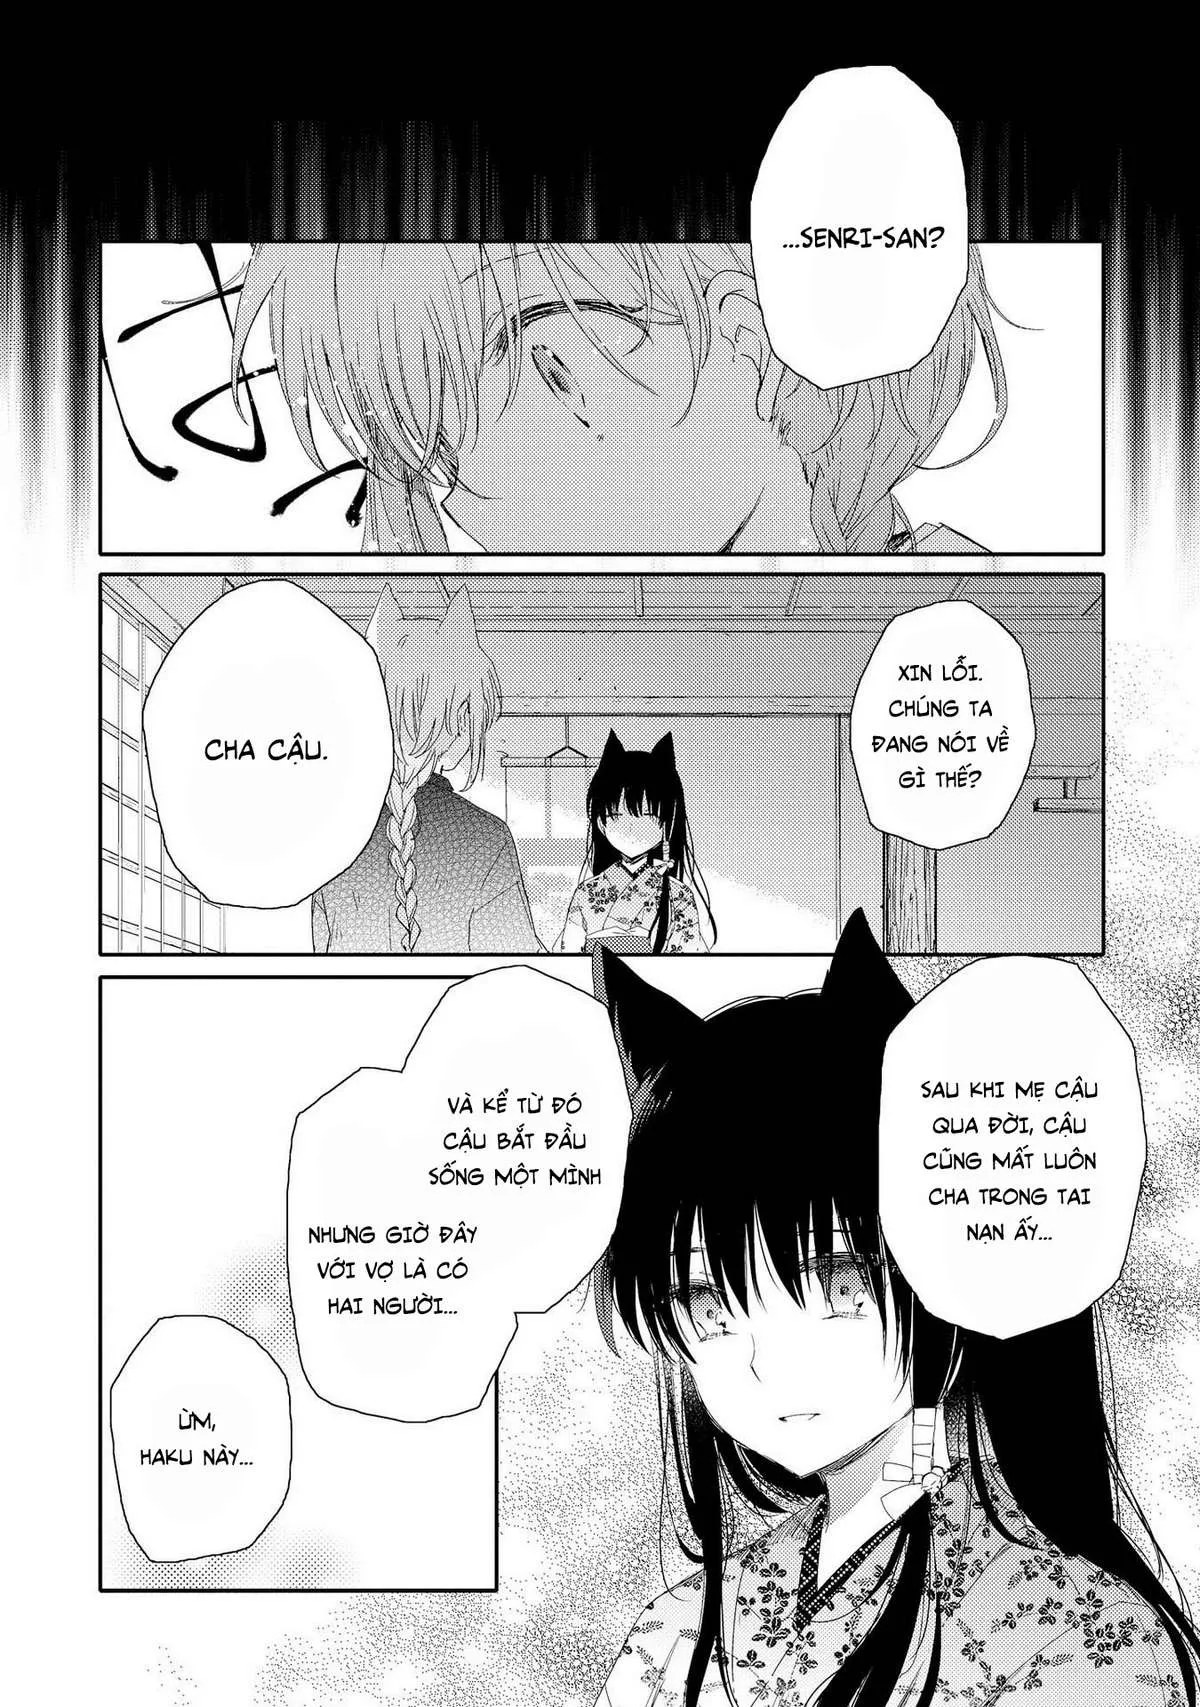 ...SENRI-SAN?
XIN LỖI.
CHÚNG TA
ĐANG NÓI VỀ
GÌ THẾ?
CHA CẬU.
SAU KHI MẸ CẬU
QUA ĐỜI, CẬU
CŨNG MẤT LUÔN
CHA TRONG TAI
NẠN ẤY...
VÀ KỂ TỪ ĐÓ
CẬU BẮT ĐẦU
SỐNG MỘT MÌNH
NHƯNG GIỜ ĐÂY
VỚI VỢ LÀ CÓ
HAI NGƯỜI...
ỪM,
HAKU NÀY...